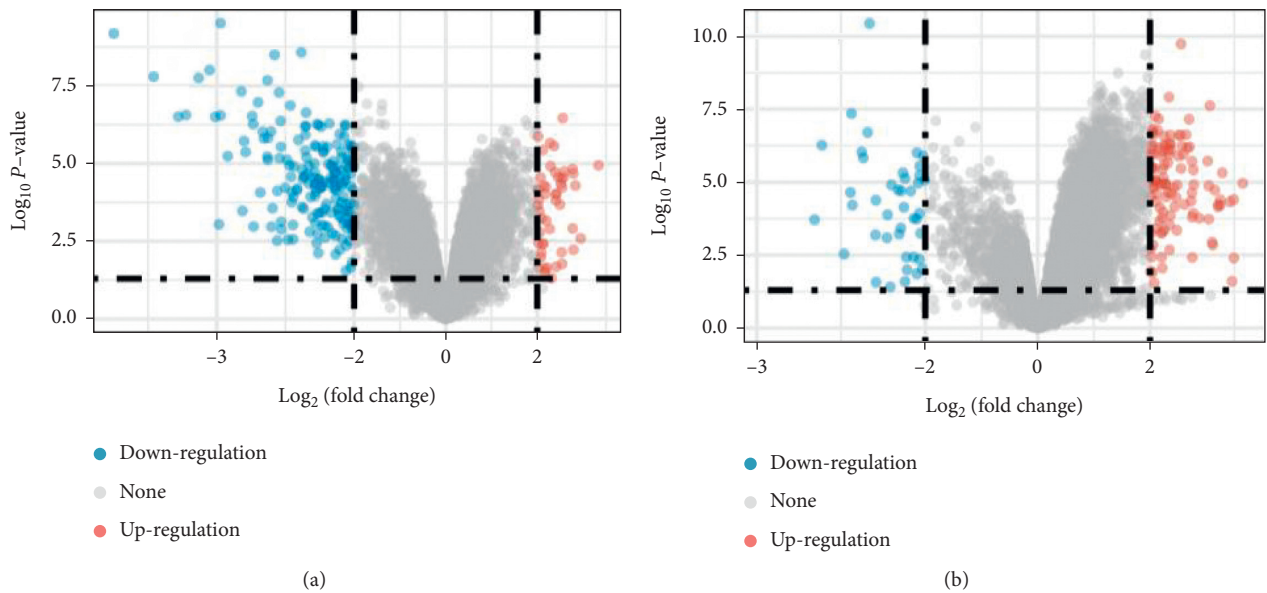 7.5
5.0
2.5
0.0
Log10 P–value
–3
–2
0
2
Log2 (fold change)
Down-regulation
None
Up-regulation
(a)
10.0
7.5
5.0
2.5
0.0
Log10 P–value
–3
–2
0
2
Log2 (fold change)
Down-regulation
None
Up-regulation
(b)